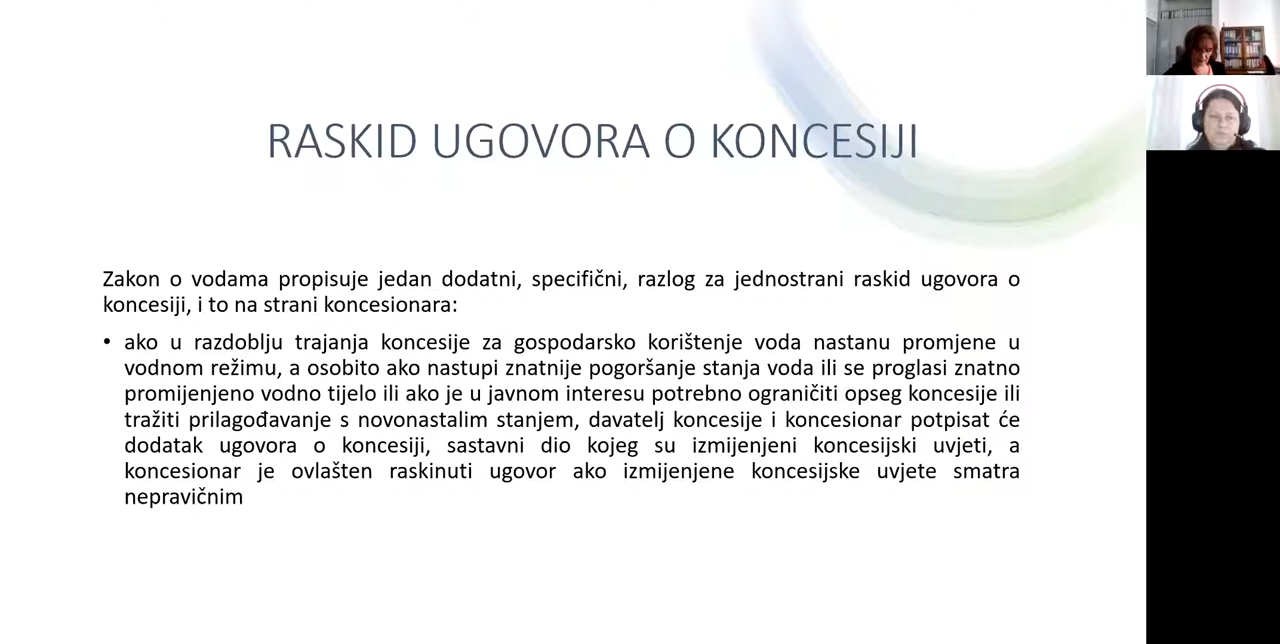 RASKID UGOVORA O KONCESIJI
Zakon o vodama propisuje jedan dodatni, specifični, razlog za jednostrani raskid ugovora o
koncesiji, i to na strani koncesionara:
• ako u razdoblju trajanja koncesije za gospodarsko korištenje voda nastanu promjene u
vodnom režimu, a osobito ako nastupi znatnije pogoršanje stanja voda ili se proglasi znatno
promijenjeno vodno tijelo ili ako je u javnom interesu potrebno ograničiti opseg koncesije ili
tražiti prilagođavanje s novonastalim stanjem, davatelj koncesije i koncesionar potpisat će
dodatak ugovora o koncesiji, sastavni dio kojeg su izmijenjeni koncesijski uvjeti, a
koncesionar je ovlašten raskinuti ugovor ako izmijenjene koncesijske uvjete smatra
nepravičnim